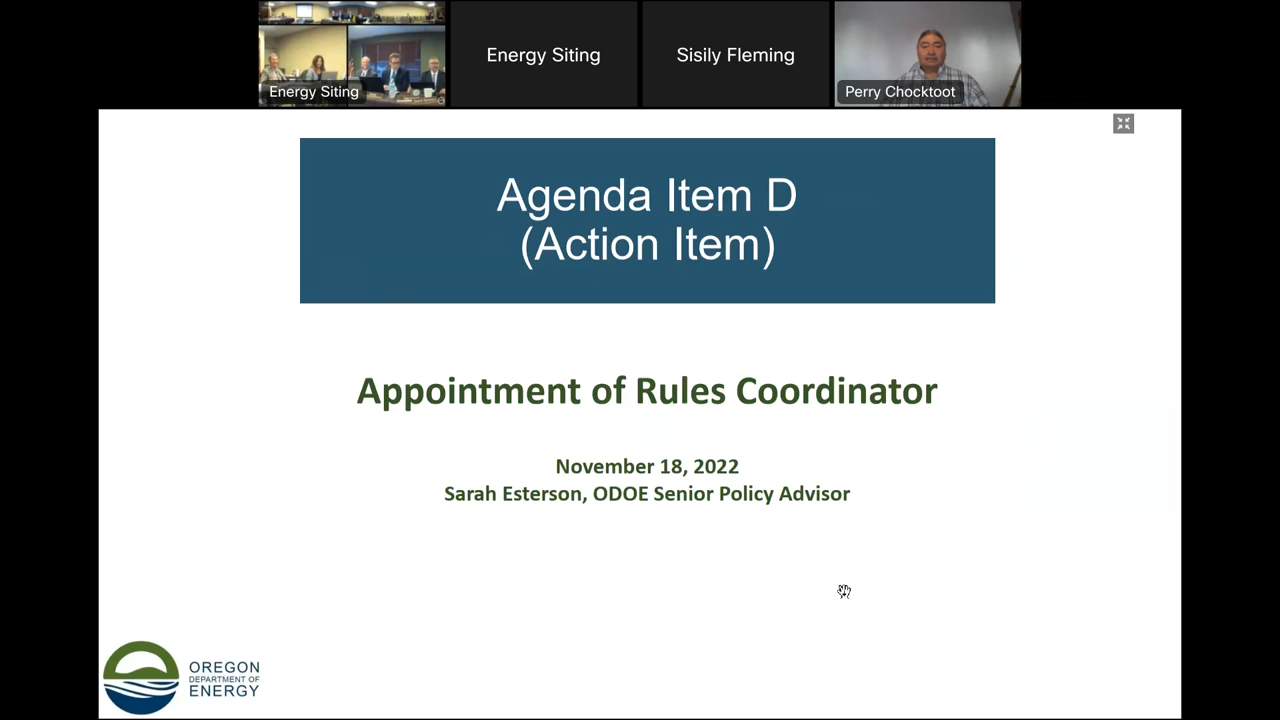 Energy Siting
Energy Siting
Sisily Fleming
Perry Chocktoot
Agenda Item D
(Action Item)
Appointment of Rules Coordinator
November 18, 2022
Sarah Esterson, ODOE Senior Policy Advisor
OREGON
DEPARTMENT OF
ENERGY